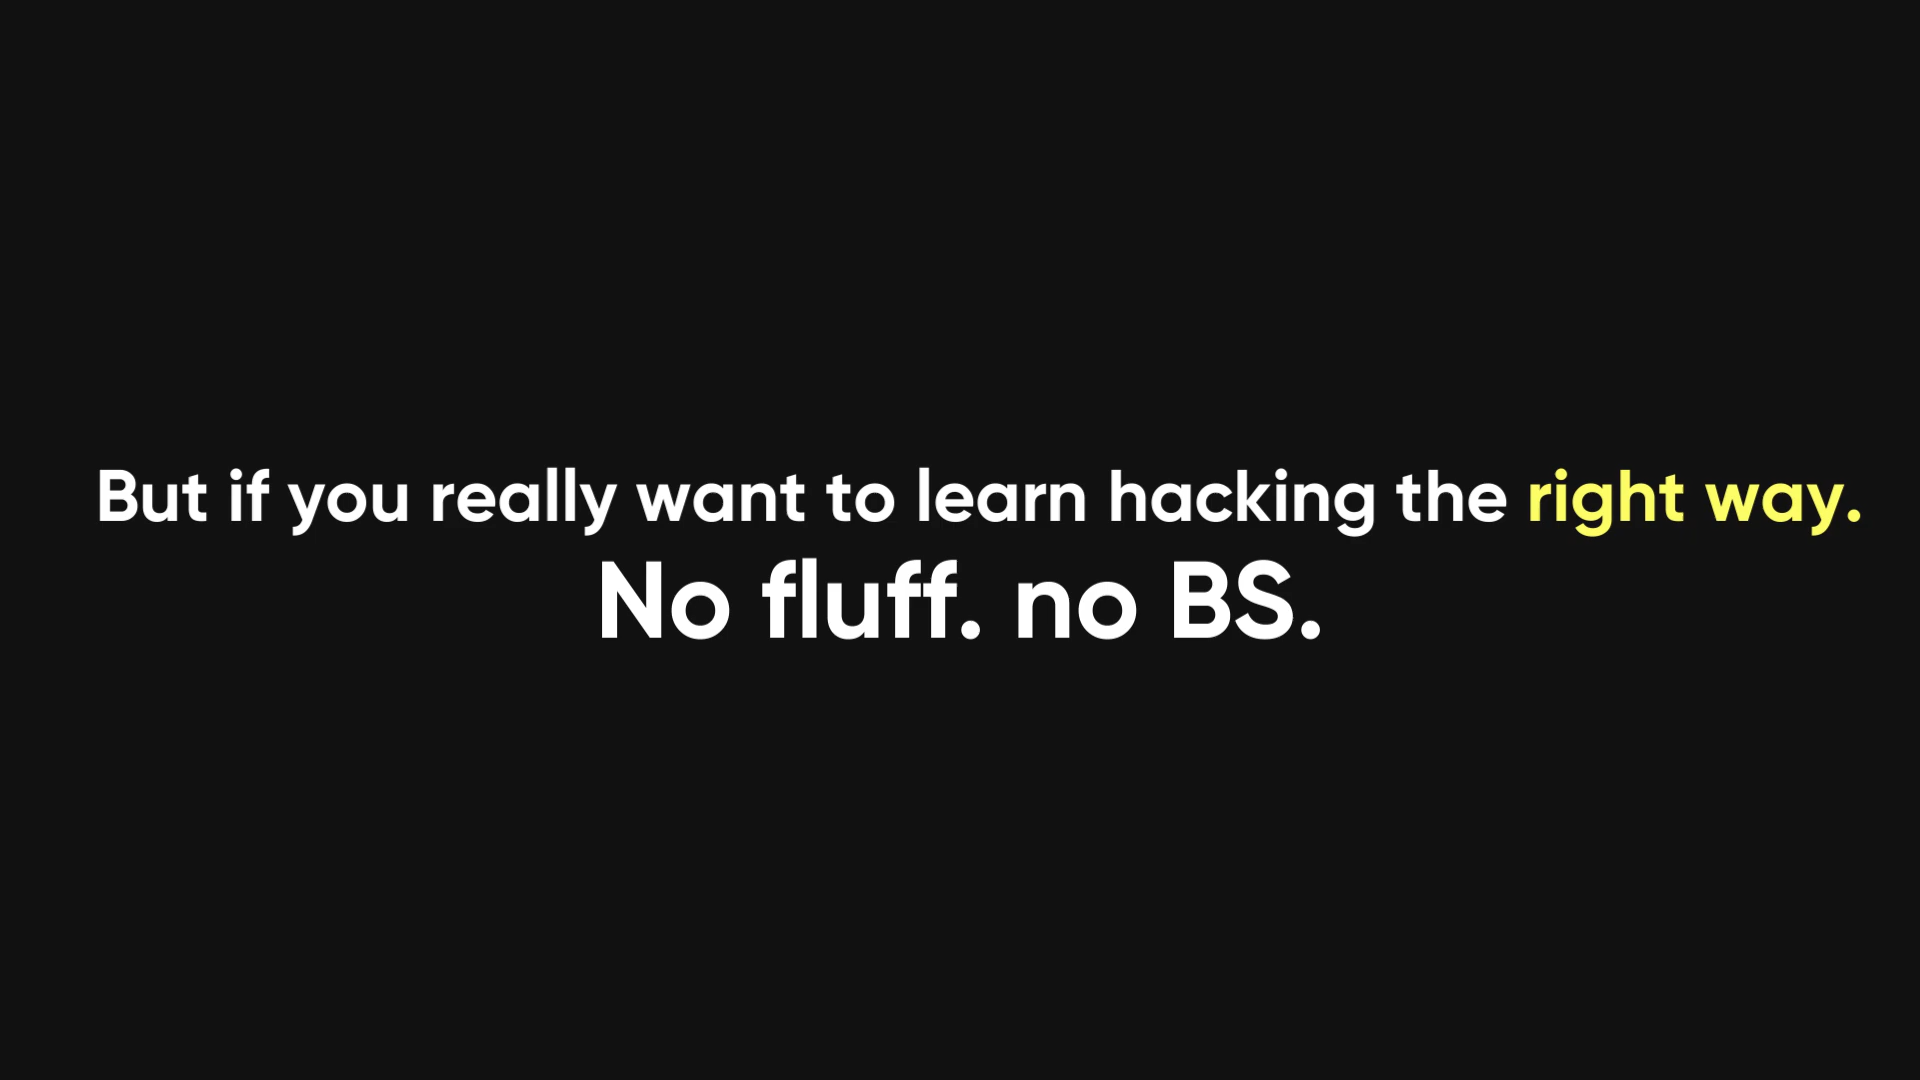 But if you really want to learn hacking the right way.
No fluff. no BS.